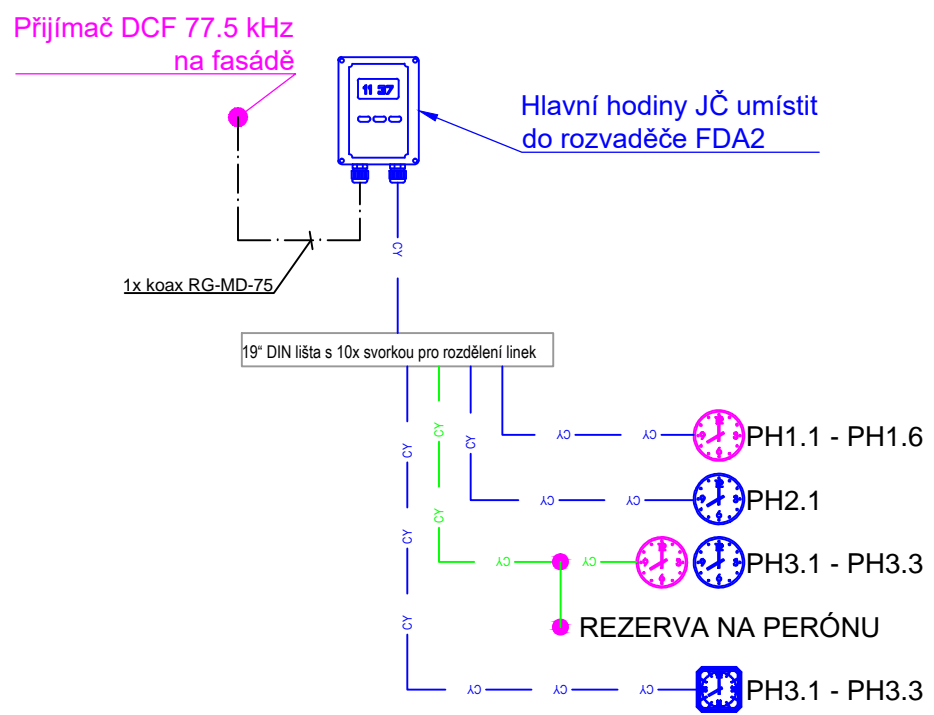 Přijímač DCF 77.5 kHz
na fasádě
11 37
Hlavní hodiny JČ umístit
do rozvaděče FDA2
CY
1x koax RG-MD-75
19“ DIN lišta s 10x svorkou pro rozdělení linek
CY
CY
CY
CY
CY
PH1.1 - PH1.6
CY
CY
CY
PH2.1
CY
CY
CY
CY
PH3.1 - PH3.3
CY
REZERVA NA PERÓNU
CY
CY
CY
PH3.1 - PH3.3